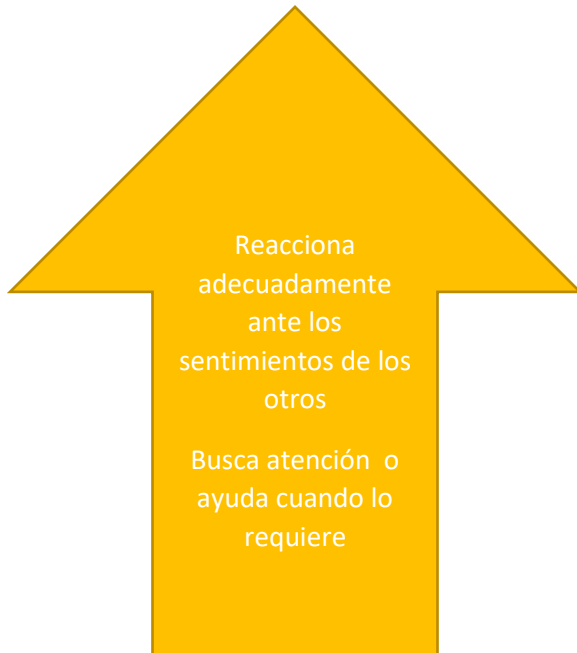 Reacciona
adecuadamente
ante los
sentimientos de los
otros
Busca atención  o
ayuda cuando lo
requiere